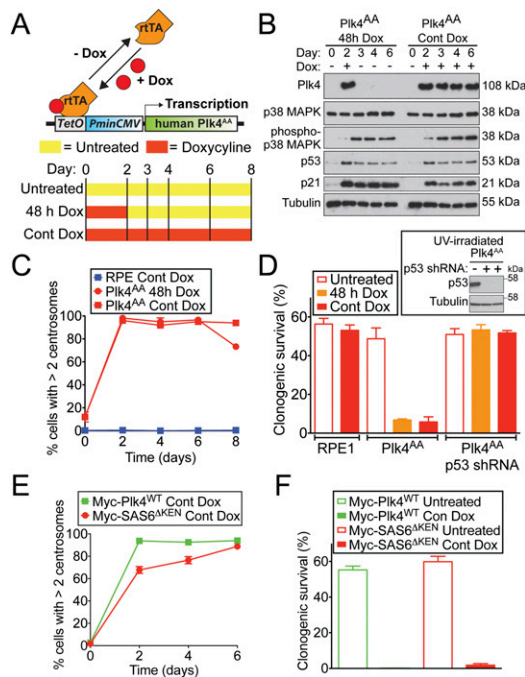 A
rtTA
- Dox
+ Dox
rtTA
Transcription
TetO PminCMV human Plk4AA
= Untreated = Doxycyline
Day: 0 2 3 4 6 8
Untreated
48 h Dox
Cont Dox
B
Plk4AA 48h Dox
Plk4AA Cont Dox
Day: 0 2 3 4 6 0 2 3 4 6
Dox: - + - - - - + + + +
Plk4 108 kDa
p38 MAPK 38 kDa
phospho-p38 MAPK 38 kDa
p53 53 kDa
p21 21 kDa
Tubulin 55 kDa
C
RPE Cont Dox
Plk4AA 48h Dox
Plk4AA Cont Dox
% cells with > 2 centrosomes
100
80
60
40
20
0
0 2 4 6 8
Time (days)
D
Untreated
48 h Dox
Cont Dox
UV-irradiated
Plk4AA
p53 shRNA: - + + kDa
p53 58
Tubulin 58
Clonogenic survival (%)
60
40
20
0
RPE1 Plk4AA Plk4AA
p53 shRNA
E
Myc-Plk4WT Cont Dox
Myc-SAS6ΔKEN Cont Dox
% cells with > 2 centrosomes
100
80
60
40
20
0
0 2 4 6
Time (days)
F
Myc-Plk4WT Untreated
Myc-Plk4WT Con Dox
Myc-SAS6ΔKEN Untreated
Myc-SAS6ΔKEN Cont Dox
Clonogenic survival (%)
60
40
20
0